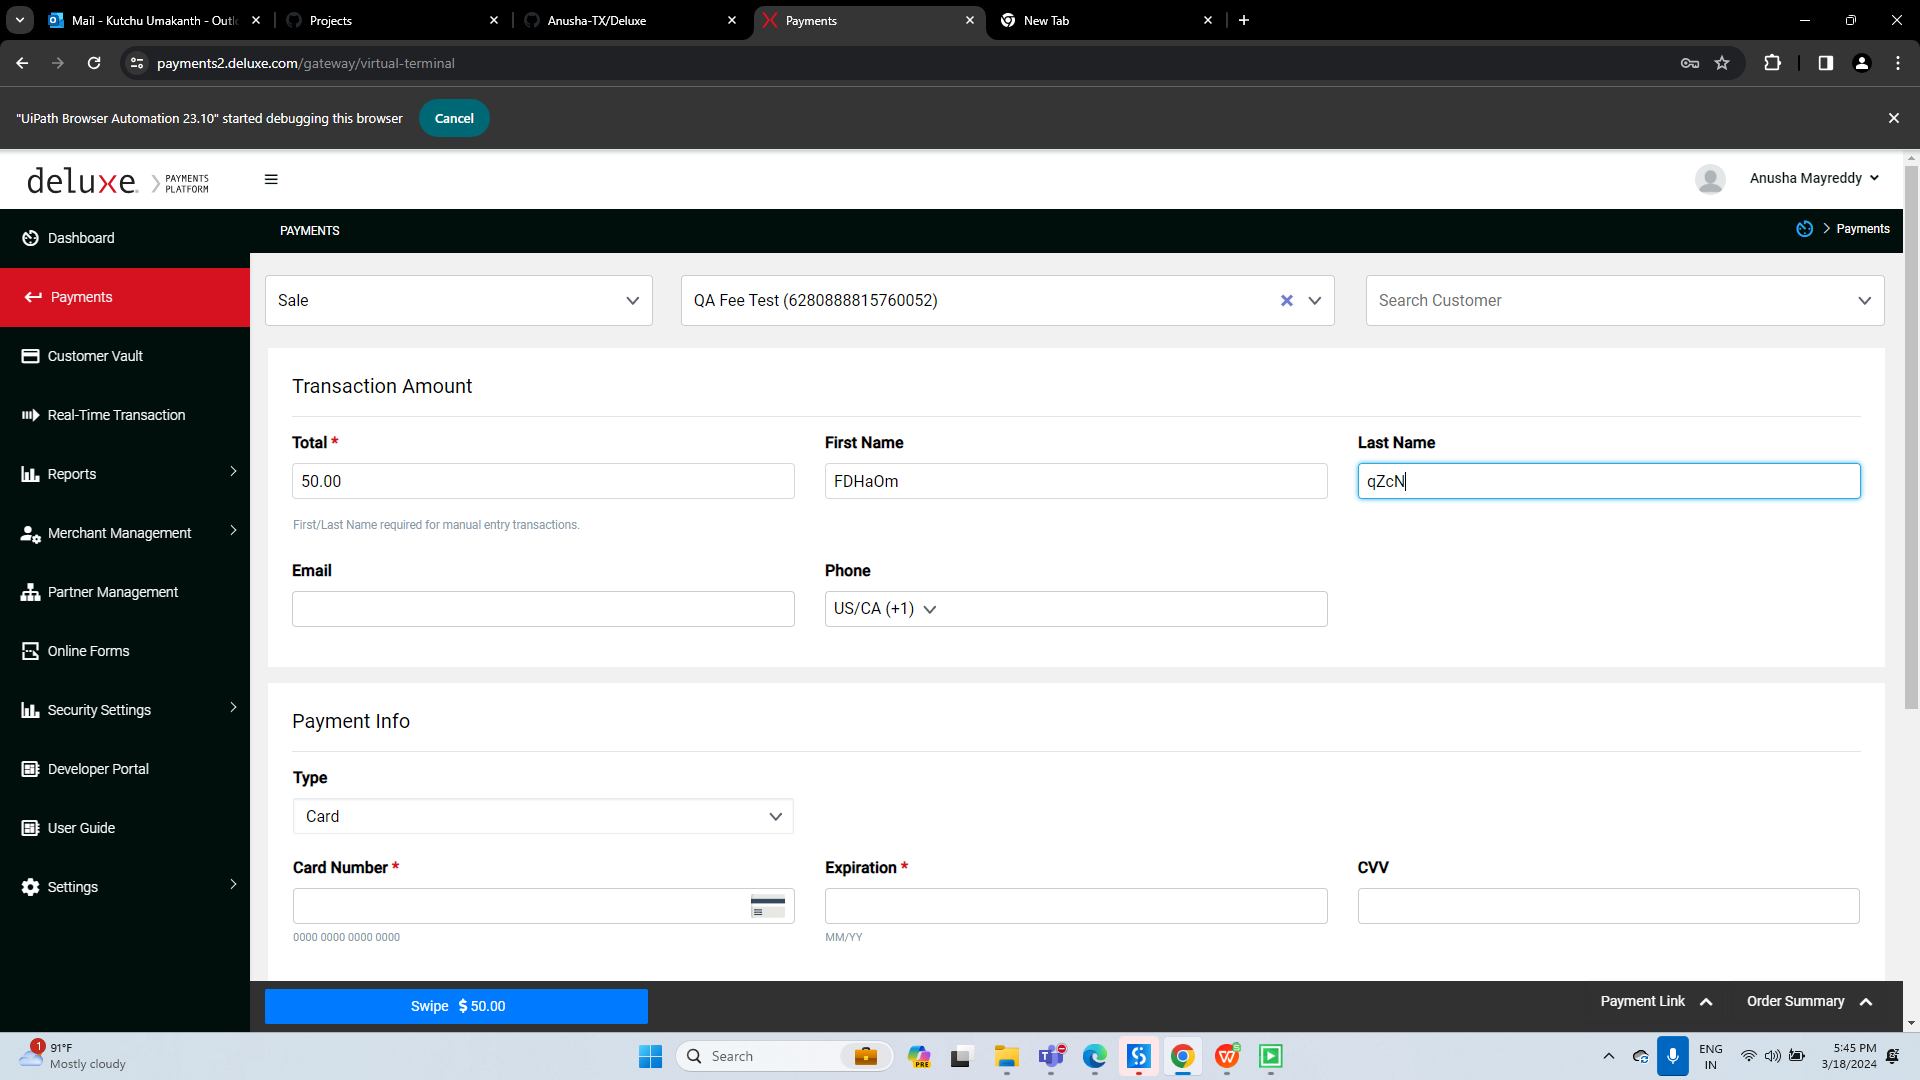 Mail - Kutchu Umakanth - Outl
Projects
Anusha-TX/Deluxe
Payments
New Tab
payments2.deluxe.com/gateway/virtual-terminal
"UiPath Browser Automation 23.10" started debugging this browser
Cancel
deluxe. PAYMENTS PLATFORM
Anusha Mayreddy
Dashboard
Payments
Customer Vault
Real-Time Transaction
Reports
Merchant Management
Partner Management
Online Forms
Security Settings
Developer Portal
User Guide
Settings
PAYMENTS
Payments
Sale
QA Fee Test (6280888815760052)
Search Customer
Transaction Amount
Total *
First Name
Last Name
50.00
FDHaOm
qZcN
First/Last Name required for manual entry transactions.
Email
Phone
US/CA (+1)
Payment Info
Type
Card
Card Number *
Expiration *
CVV
0000 0000 0000 0000
MM/YY
Swipe $ 50.00
Payment Link
Order Summary
1
91°F
Mostly cloudy
Search
PRE
ENG
IN
5:45 PM
3/18/2024